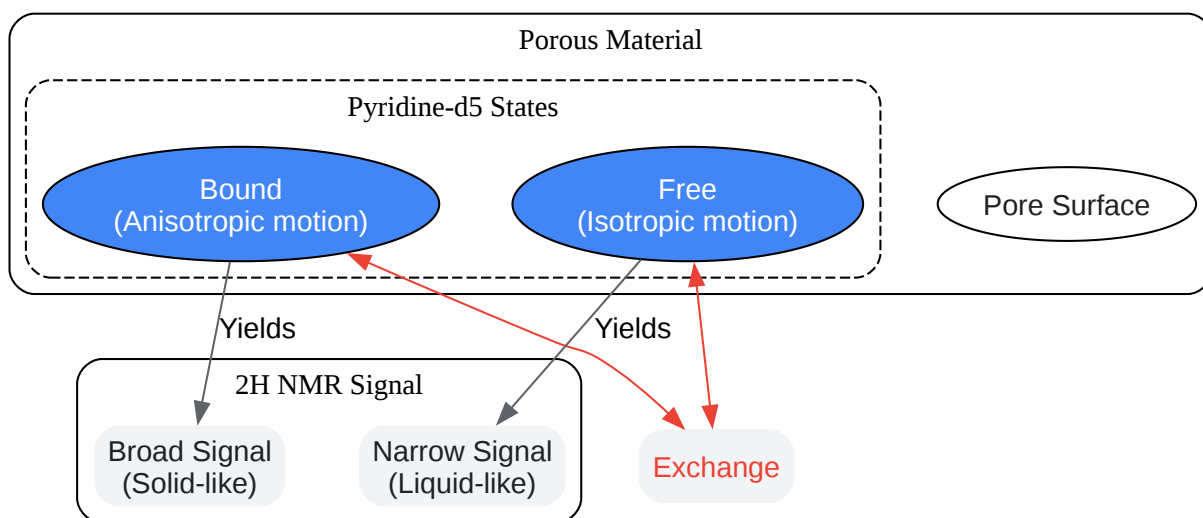 Porous Material
Pyridine-d5 States
Bound
(Anisotropic motion)
Free
(Isotropic motion)
Pore Surface
Yields
Yields
2H NMR Signal
Broad Signal
(Solid-like)
Narrow Signal
(Liquid-like)
Exchange